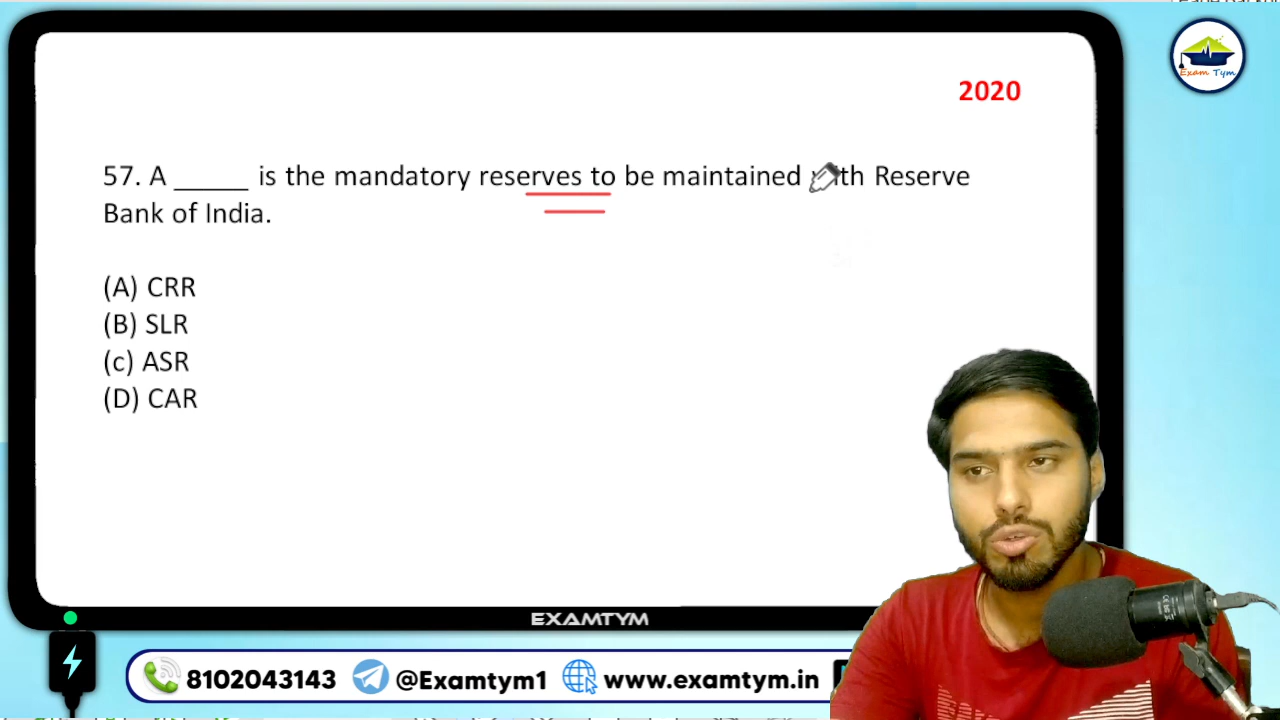 Exam Tym
2020
57. A _____ is the mandatory reserves to be maintained with Reserve
Bank of India.
(A) CRR
(B) SLR
(c) ASR
(D) CAR
EXAMTYM
8102043143 @Examtym1 www.examtym.in